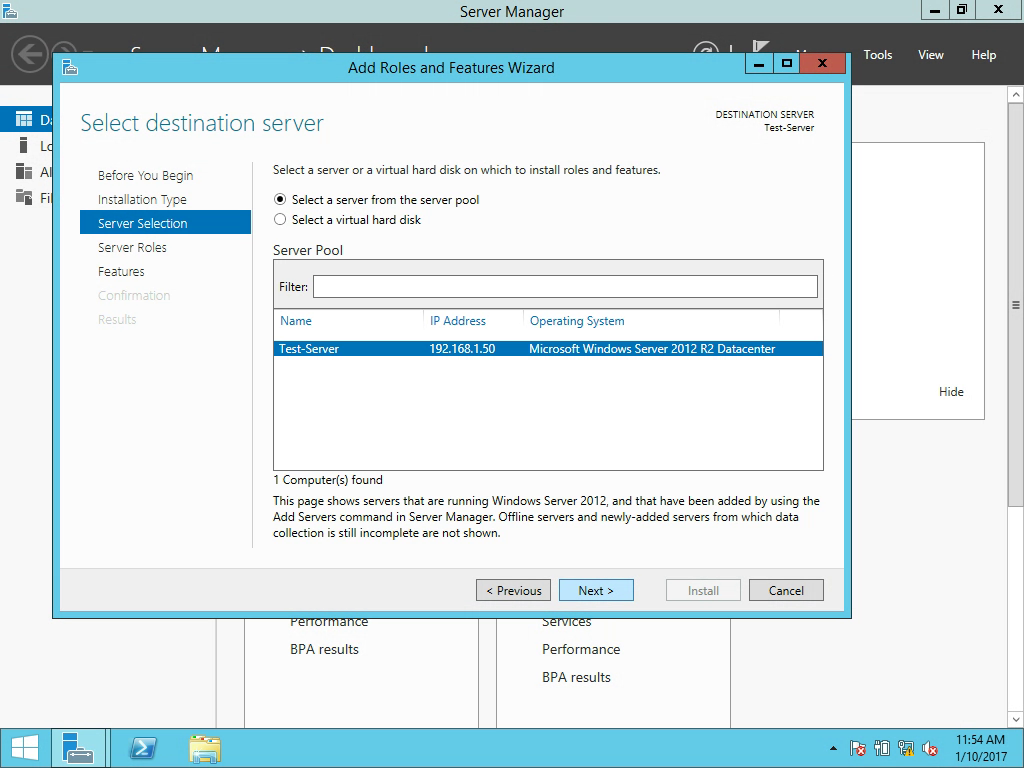 Server Manager
Tools
View
Help
Add Roles and Features Wizard
Select destination server
DESTINATION SERVER
Test-Server
Before You Begin
Installation Type
Server Selection
Server Roles
Features
Confirmation
Results
Select a server or a virtual hard disk on which to install roles and features.
Select a server from the server pool
Select a virtual hard disk
Server Pool
Filter:
Name IP Address Operating System
Test-Server 192.168.1.50 Microsoft Windows Server 2012 R2 Datacenter
1 Computer(s) found
This page shows servers that are running Windows Server 2012, and that have been added by using the
Add Servers command in Server Manager. Offline servers and newly-added servers from which data
collection is still incomplete are not shown.
< Previous
Next >
Install
Cancel
Hide
Performance
BPA results
Services
Performance
BPA results
11:54 AM
1/10/2017